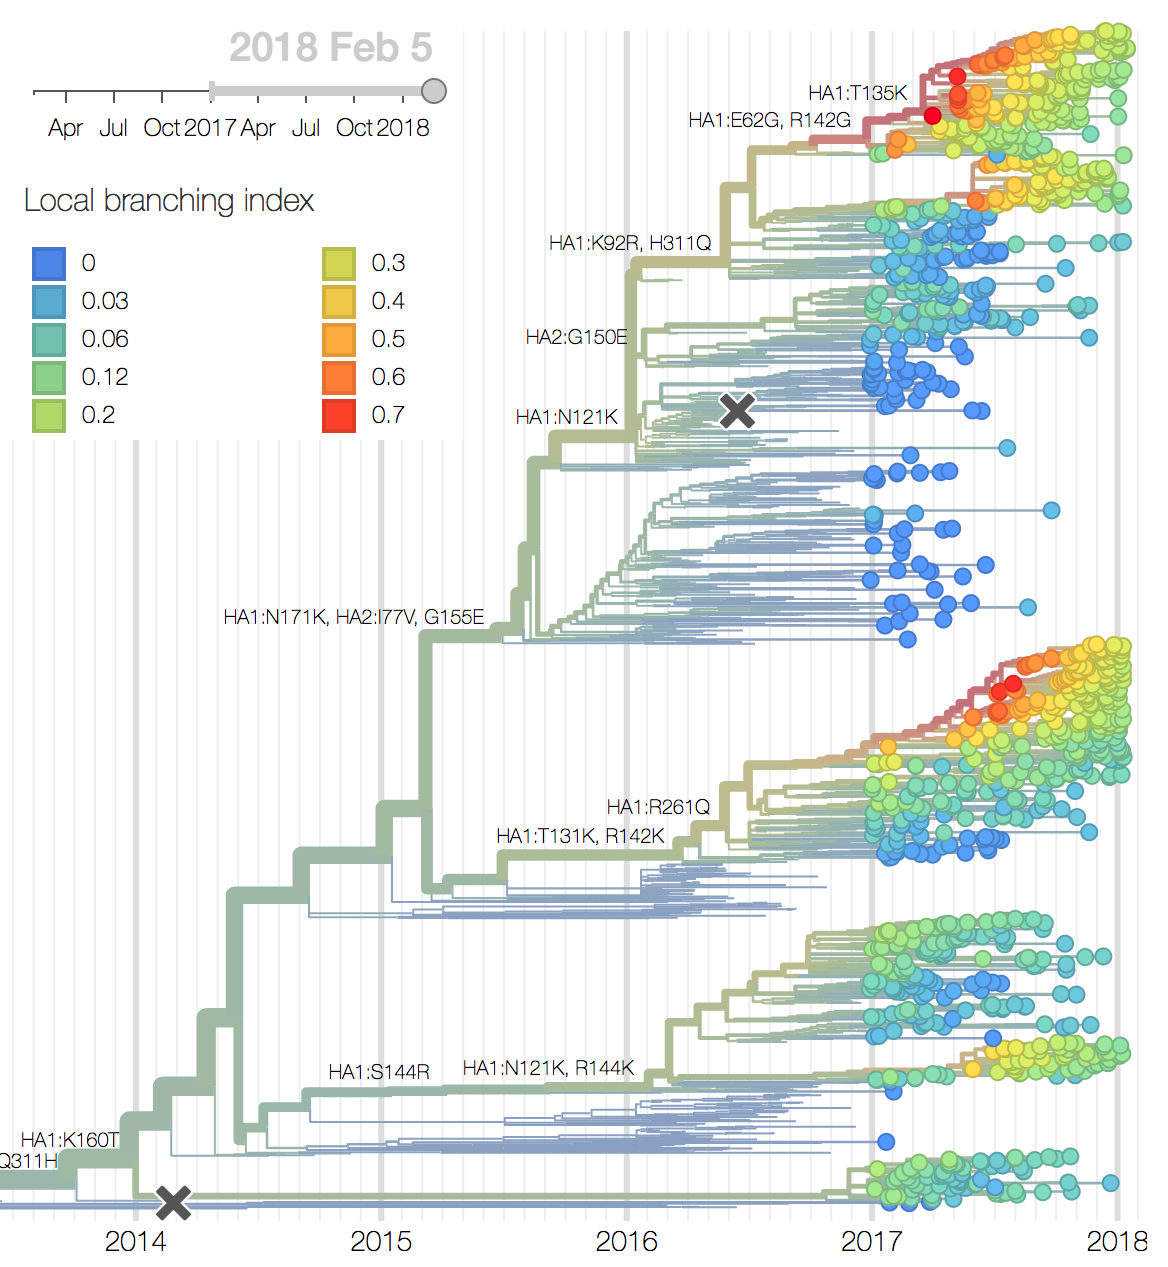 2018 Feb 5
Apr Jul Oct 2017 Apr Jul Oct 2018
Local branching index
0 0.3
0.03 0.4
0.06 0.5
0.12 0.6
0.2 0.7
HA1:T135K
HA1:E62G, R142G
HA1:K92R, H311Q
HA2:G150E
HA1:N121K
HA1:N171K, HA2:I77V, G155E
HA1:R261Q
HA1:T131K, R142K
HA1:N121K, R144K
HA1:S144R
HA1:K160T
Q311H
2014 2015 2016 2017 2018